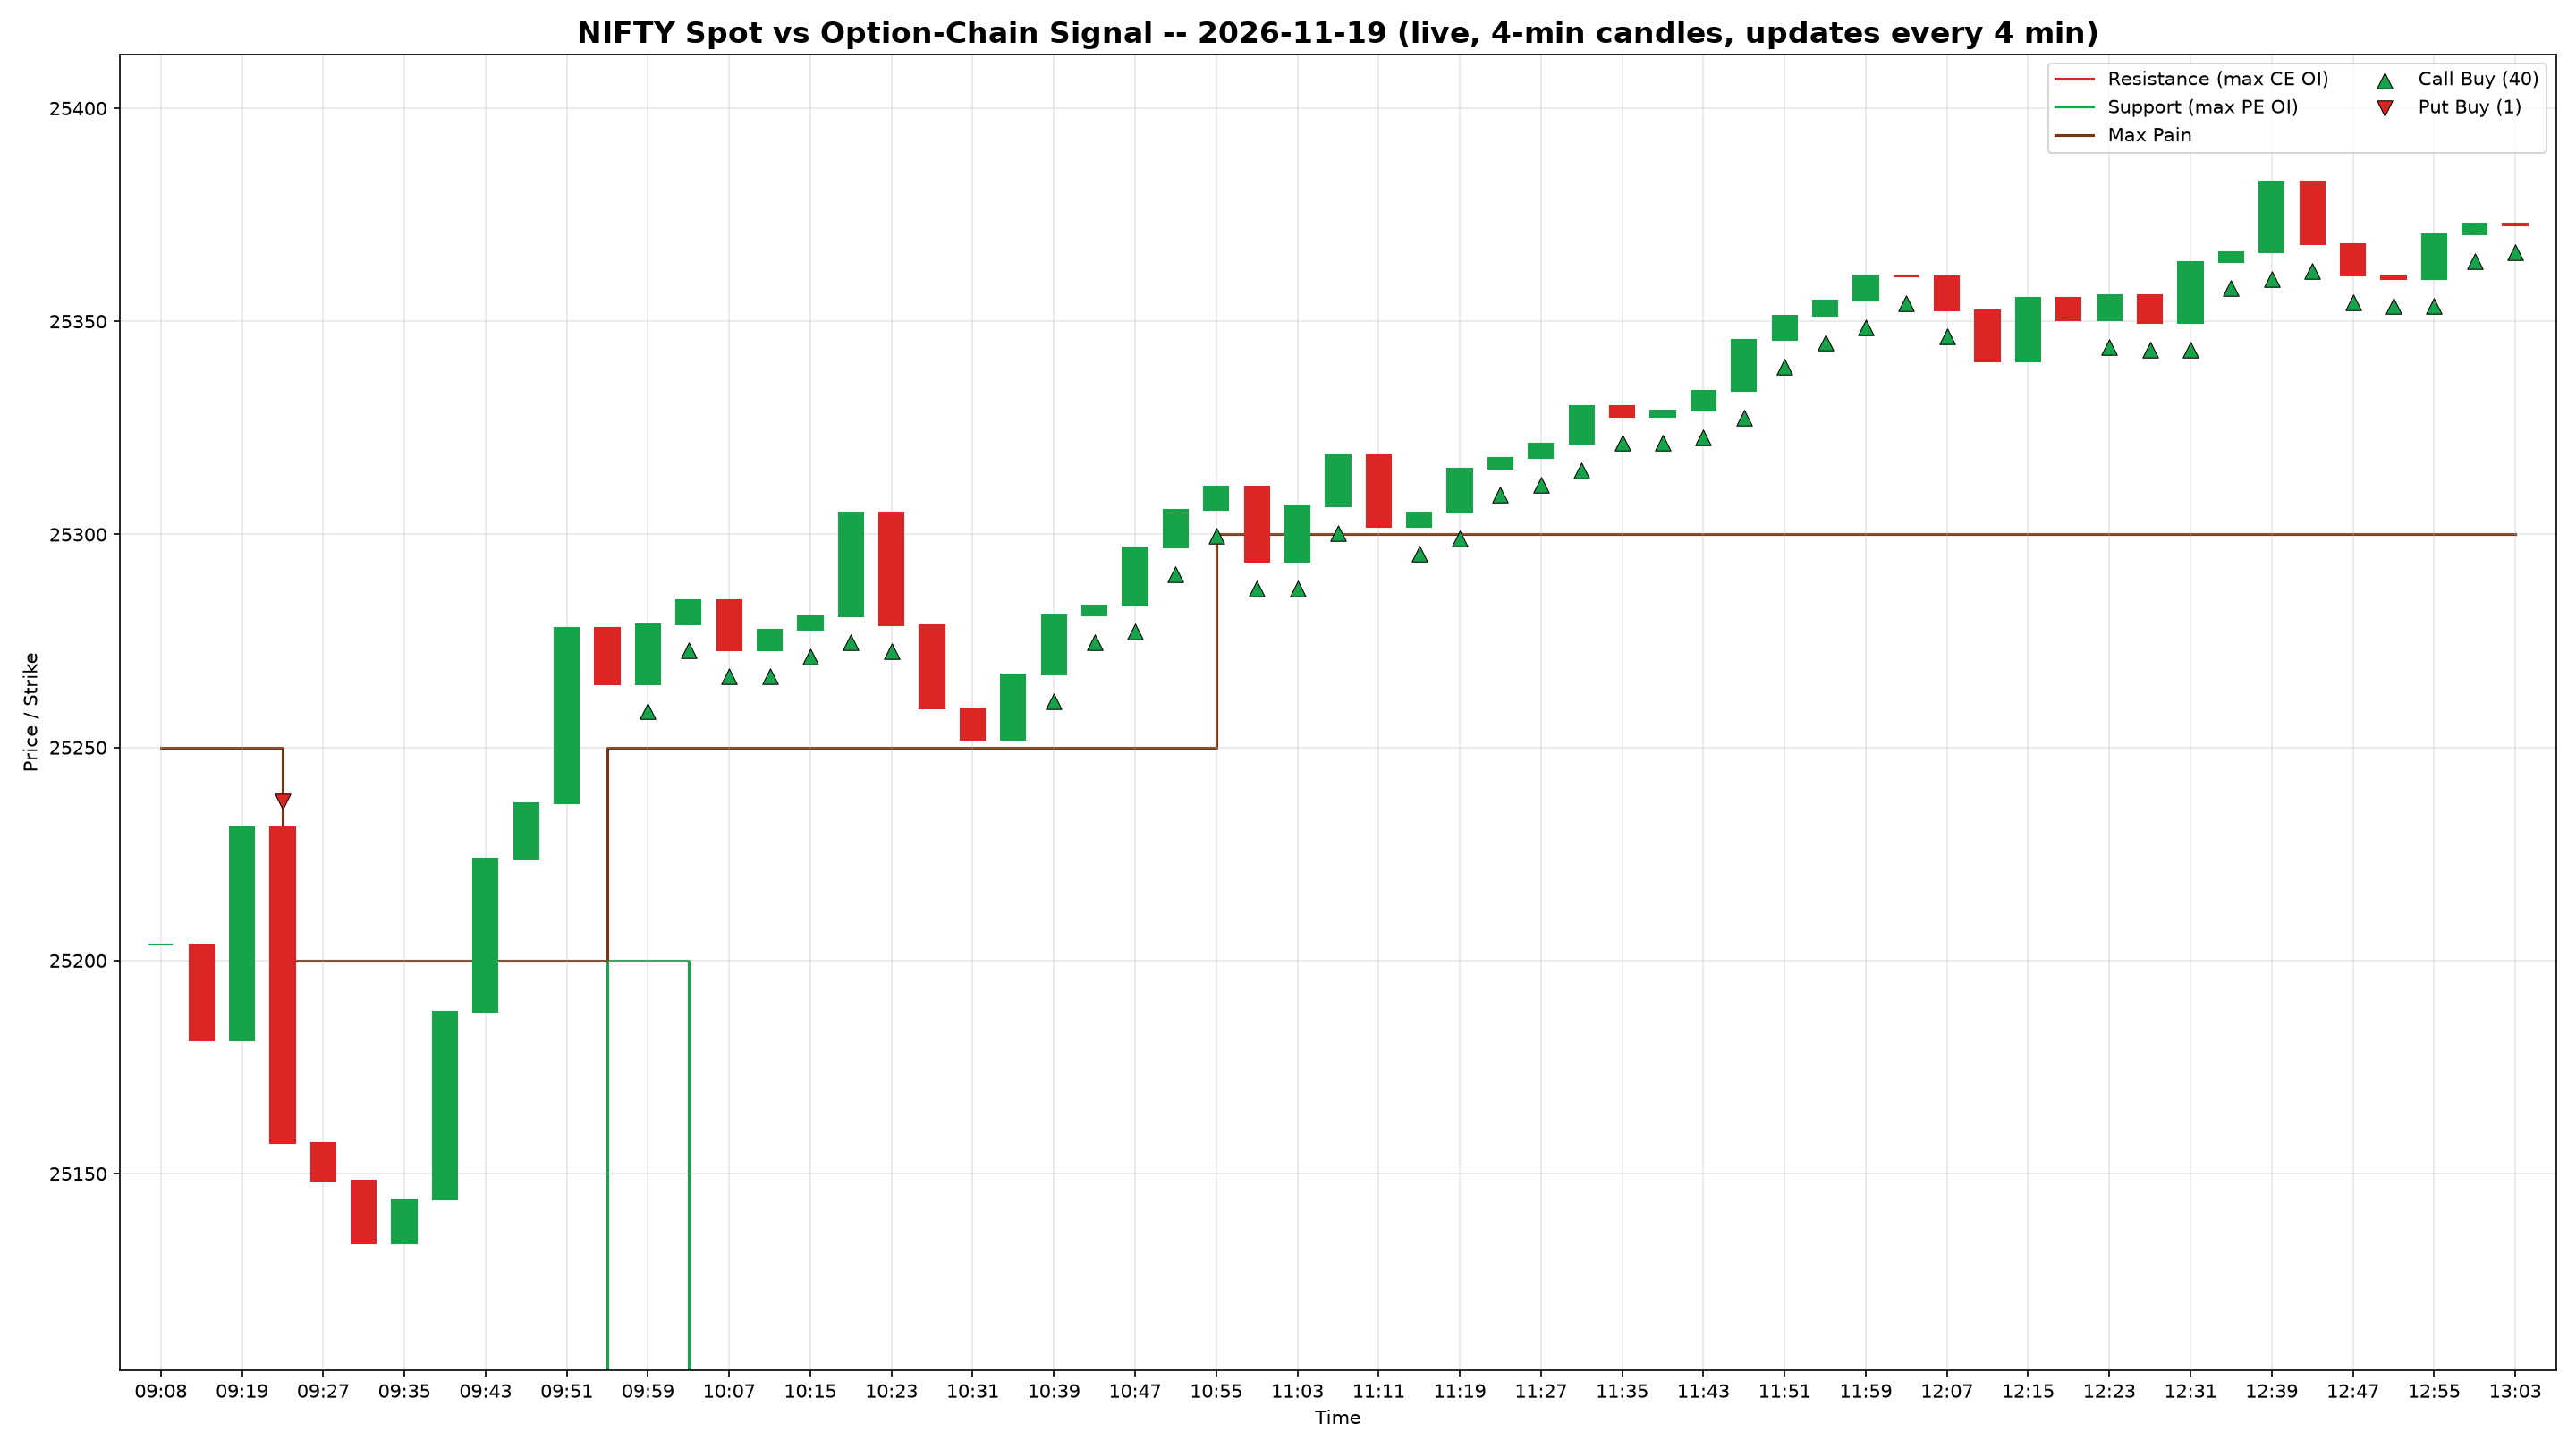 NIFTY Spot vs Option-Chain Signal -- 2026-11-19 (live, 4-min candles, updates every 4 min)
Resistance (max CE OI)
Support (max PE OI)
Max Pain
Call Buy (40)
Put Buy (1)
Price / Strike
25400
25350
25300
25250
25200
25150
09:08 09:19 09:27 09:35 09:43 09:51 09:59 10:07 10:15 10:23 10:31 10:39 10:47 10:55 11:03 11:11 11:19 11:27 11:35 11:43 11:51 11:59 12:07 12:15 12:23 12:31 12:39 12:47 12:55 13:03
Time